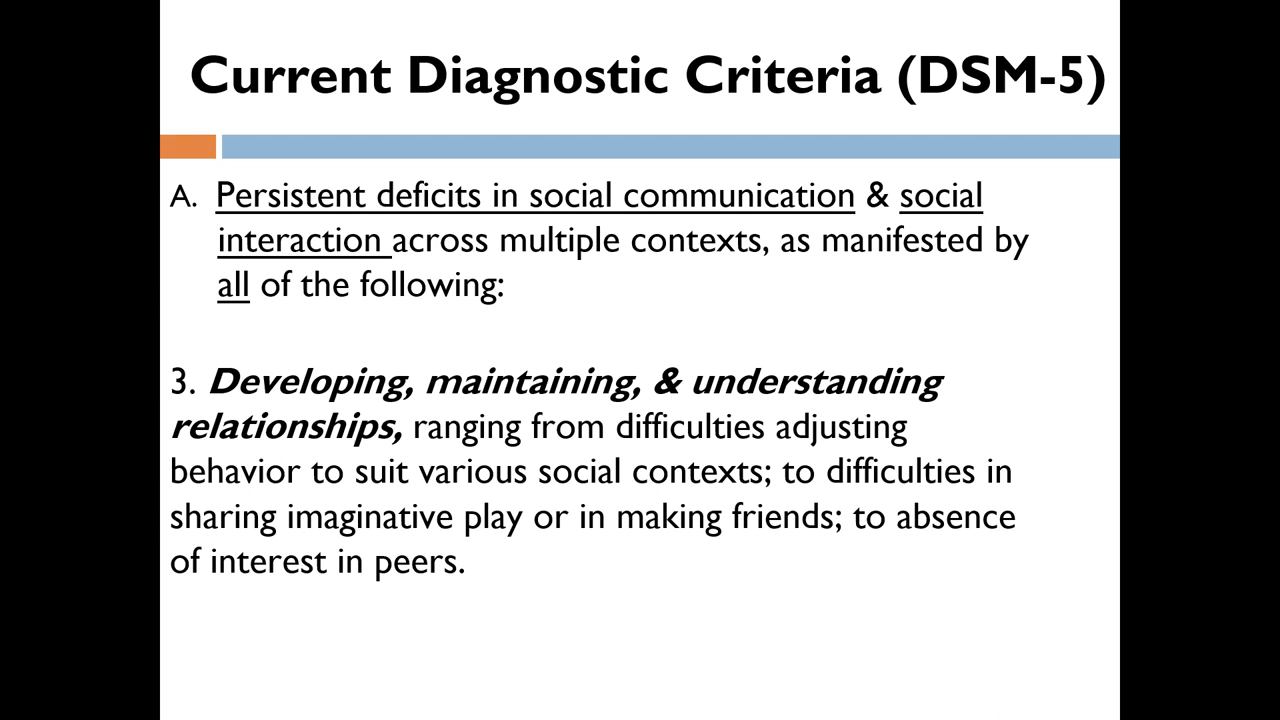 Current Diagnostic Criteria (DSM-5)
A. Persistent deficits in social communication & social
interaction across multiple contexts, as manifested by
all of the following:
3. Developing, maintaining, & understanding
relationships, ranging from difficulties adjusting
behavior to suit various social contexts; to difficulties in
sharing imaginative play or in making friends; to absence
of interest in peers.